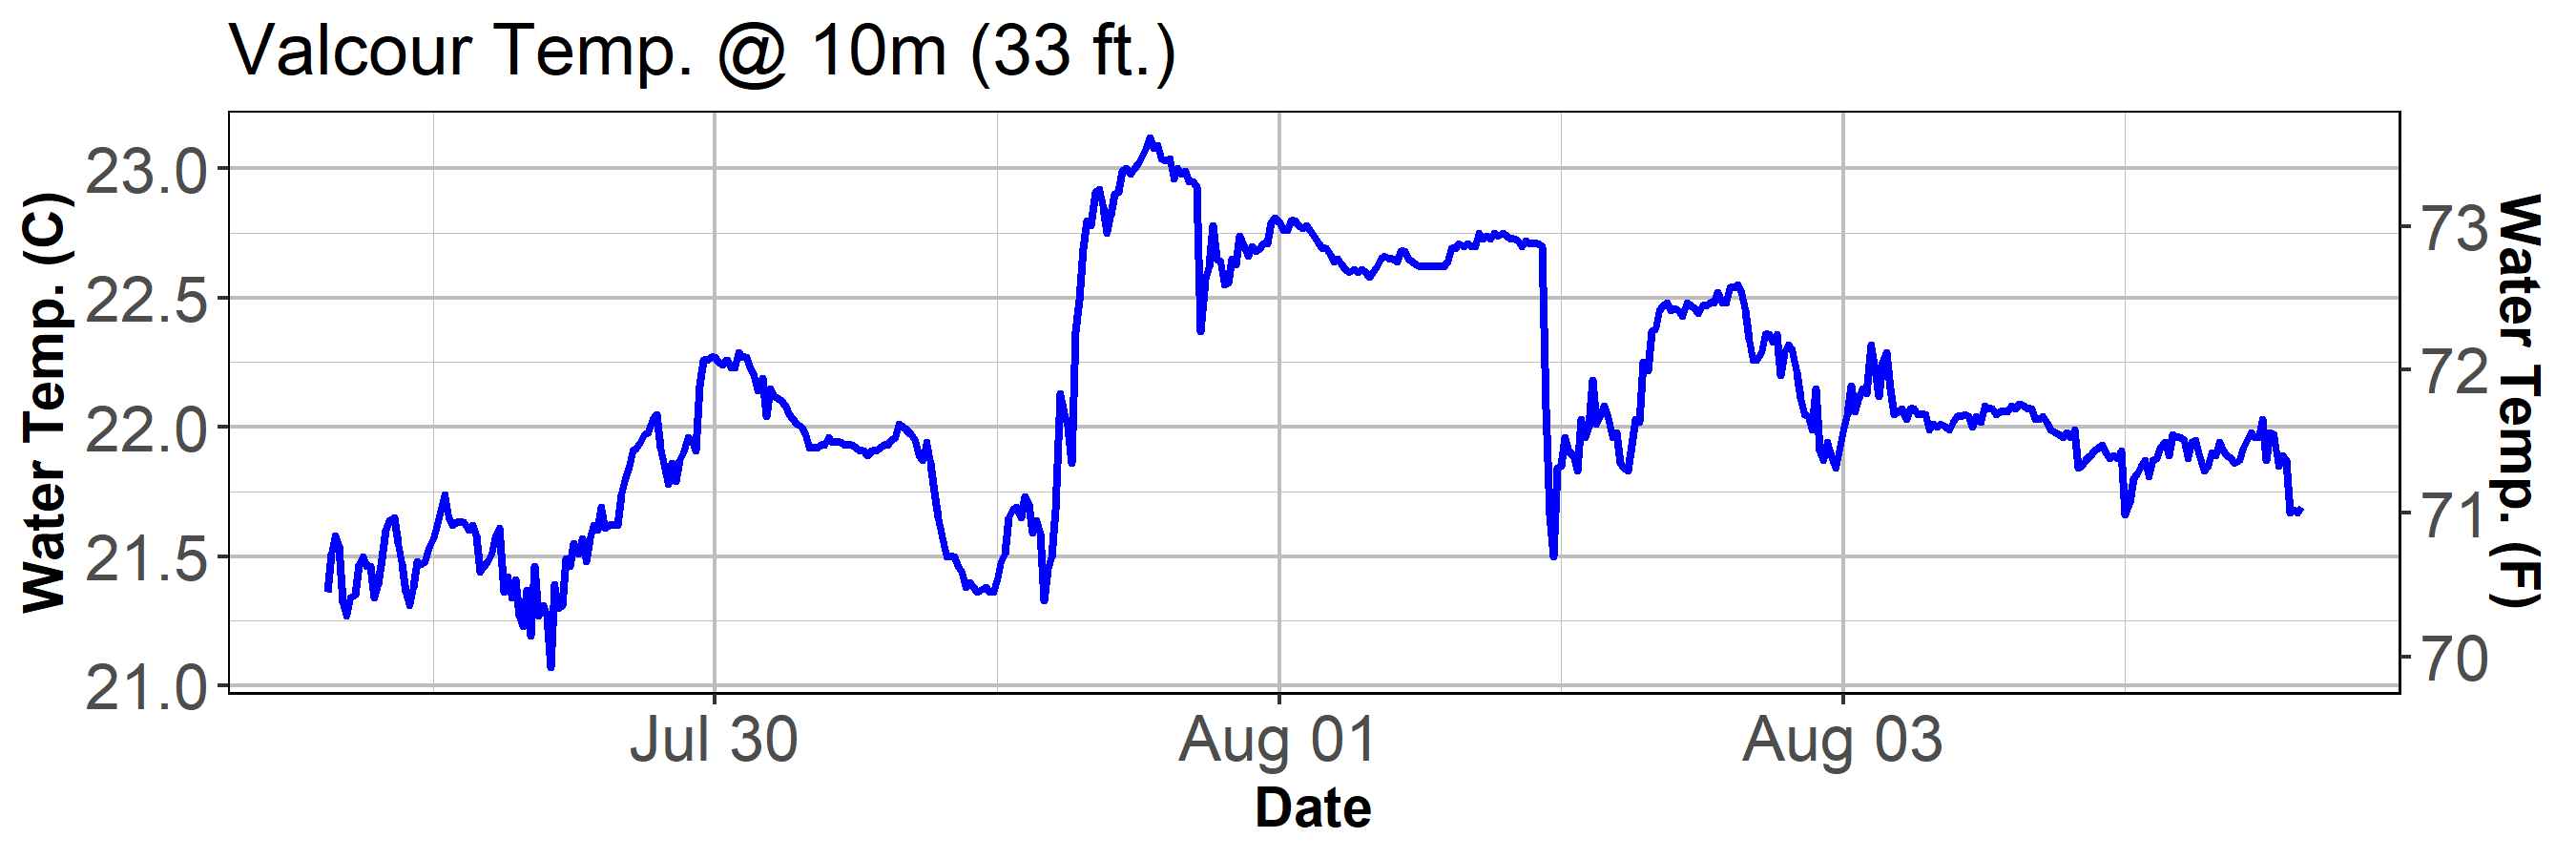 Valcour Temp. @ 10m (33 ft.)
Water Temp. (C)
23.0
22.5
22.0
21.5
21.0
73
72
71
70
Water Temp. (F)
Jul 30
Aug 01
Aug 03
Date